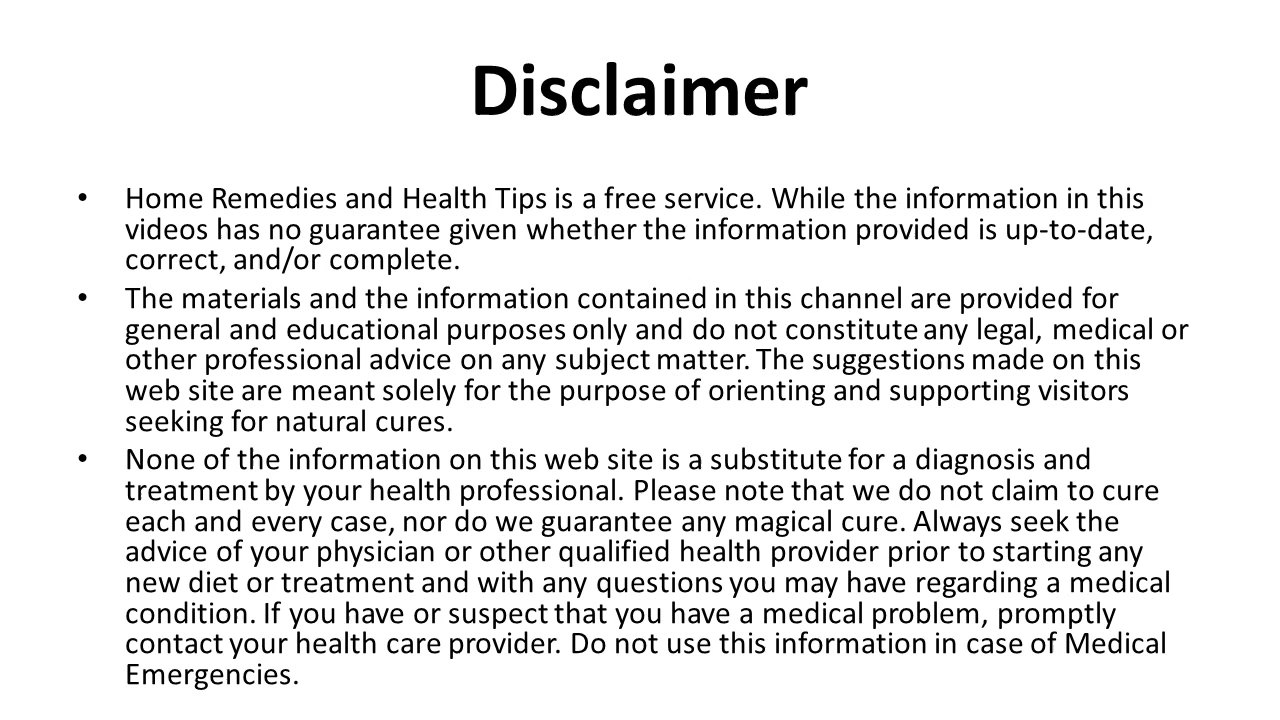 Disclaimer
• Home Remedies and Health Tips is a free service. While the information in this
videos has no guarantee given whether the information provided is up-to-date,
correct, and/or complete.
• The materials and the information contained in this channel are provided for
general and educational purposes only and do not constitute any legal, medical or
other professional advice on any subject matter. The suggestions made on this
web site are meant solely for the purpose of orienting and supporting visitors
seeking for natural cures.
• None of the information on this web site is a substitute for a diagnosis and
treatment by your health professional. Please note that we do not claim to cure
each and every case, nor do we guarantee any magical cure. Always seek the
advice of your physician or other qualified health provider prior to starting any
new diet or treatment and with any questions you may have regarding a medical
condition. If you have or suspect that you have a medical problem, promptly
contact your health care provider. Do not use this information in case of Medical
Emergencies.